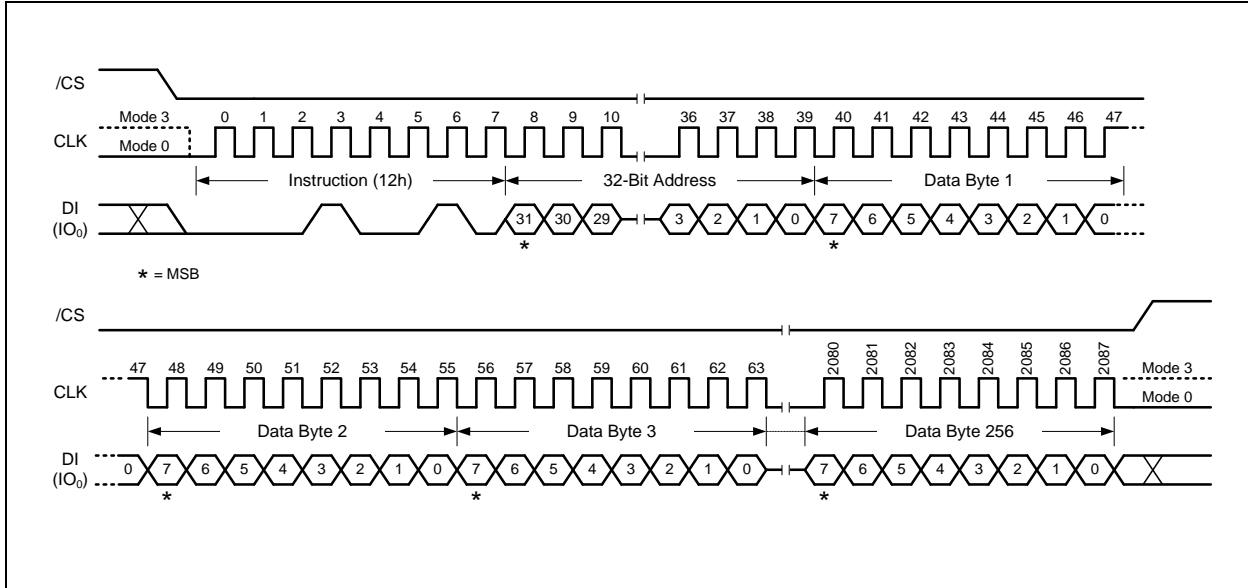 /CS
Mode 3 0 1 2 3 4 5 6 7 8 9 10 36 37 38 39 40 41 42 43 44 45 46 47
CLK
Mode 0
Instruction (12h) 32-Bit Address Data Byte 1
DI
(IO₀)
31 30 29 3 2 1 0 7 6 5 4 3 2 1 0
* *
* = MSB
/CS
47 48 49 50 51 52 53 54 55 56 57 58 59 60 61 62 63 2080 2081 2082 2083 2084 2085 2086 2087 Mode 3
CLK
Mode 0
Data Byte 2 Data Byte 3 Data Byte 256
DI
(IO₀)
0 7 6 5 4 3 2 1 0 7 6 5 4 3 2 1 0 7 6 5 4 3 2 1 0
* * *